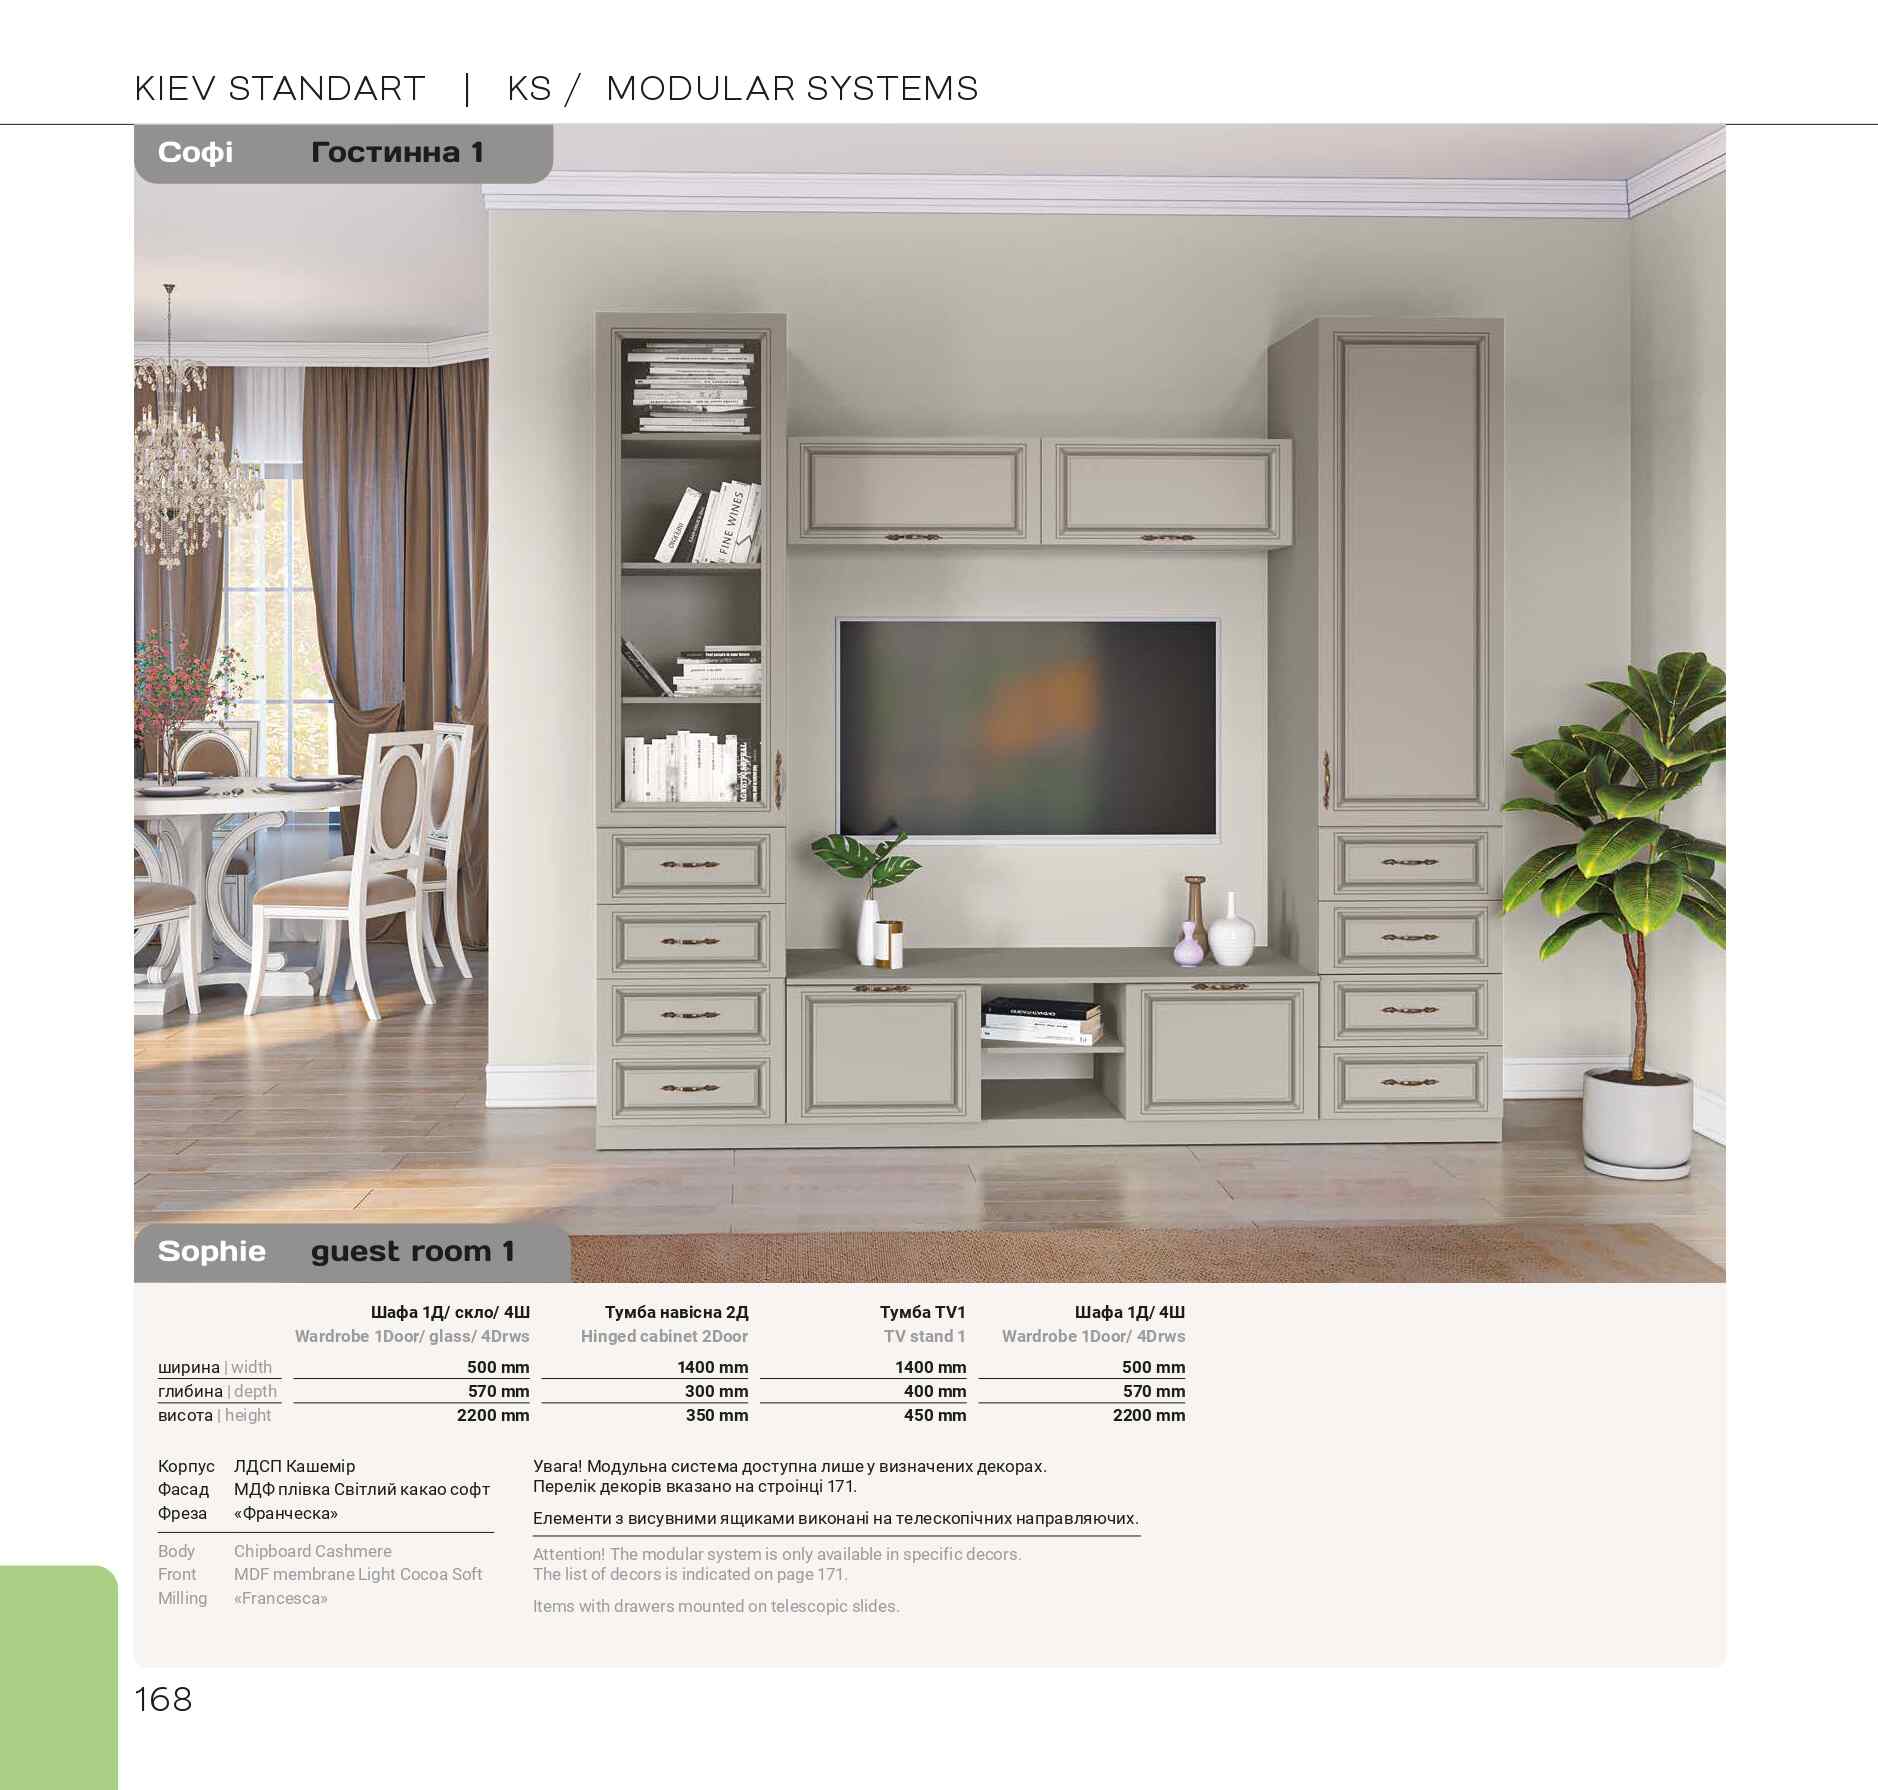 KIEV STANDART | KS / MODULAR SYSTEMS
Софі Гостинна 1
FINE WINES
Sophie guest room 1
Шафа 1Д/ скло/ 4Ш Тумба навісна 2Д Тумба TV1 Шафа 1Д/ 4Ш
Wardrobe 1Door/ glass/ 4Drws Hinged cabinet 2Door TV stand 1 Wardrobe 1Door/ 4Drws
ширина | width 500 mm 1400 mm 1400 mm 500 mm
глибина | depth 570 mm 300 mm 400 mm 570 mm
висота | height 2200 mm 350 mm 450 mm 2200 mm
Корпус ЛДСП Кашемір
Фасад МДФ плівка Світлий какао софт
Фреза «Франческа»
Body Chipboard Cashmere
Front MDF membrane Light Cocoa Soft
Milling «Francesca»
Увага! Модульна система доступна лише у визначених декорах.
Перелік декорів вказано на строінці 171.
Елементи з висувними ящиками виконані на телескопічних направляючих.
Attention! The modular system is only available in specific decors.
The list of decors is indicated on page 171.
Items with drawers mounted on telescopic slides.
168